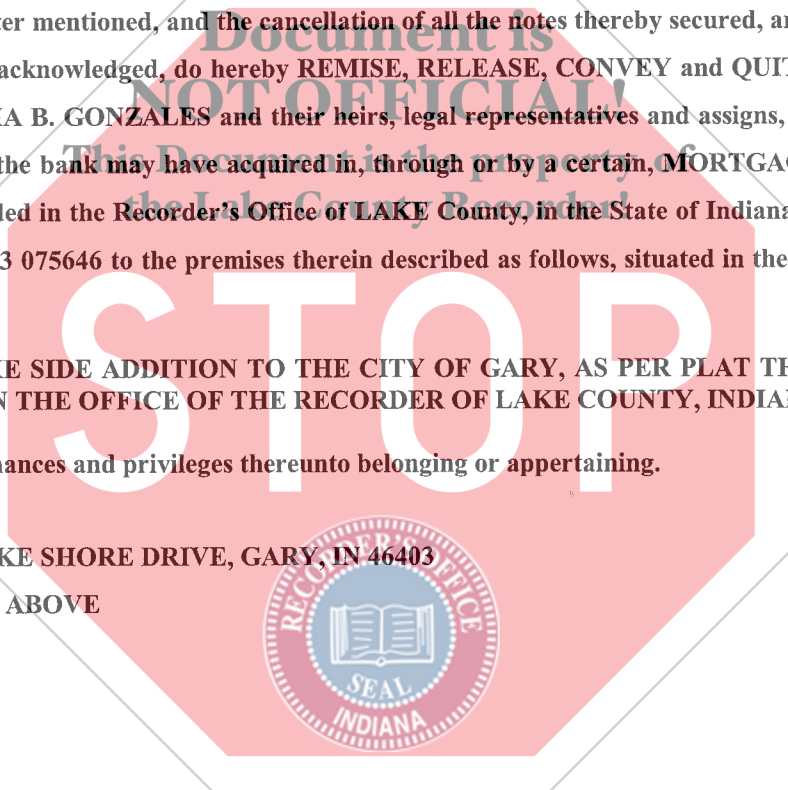 Document is
ter mentioned, and the cancellation of all the notes thereby secured, a
NOT OFFICIAL!
acknowledged, do hereby REMISE, RELEASE, CONVEY and QUIT
IA B. GONZALES and their heirs, legal representatives and assigns,
This Document is the property of
the bank may have acquired in, through or by a certain, MORTGAG
the Lake County Recorder!
led in the Recorder's Office of LAKE County, in the State of Indiana
3 075646 to the premises therein described as follows, situated in the
STOP
KE SIDE ADDITION TO THE CITY OF GARY, AS PER PLAT TH
N THE OFFICE OF THE RECORDER OF LAKE COUNTY, INDIA
nances and privileges thereunto belonging or appertaining.
KE SHORE DRIVE, GARY, IN 46403
ABOVE
RECORDER'S OFFICE
SEAL
INDIANA